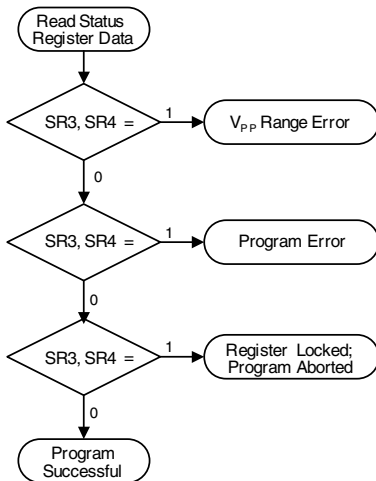 Read Status
Register Data
SR3, SR4 =
1
V_PP Range Error
0
SR3, SR4 =
1
Program Error
0
SR3, SR4 =
1
Register Locked;
Program Aborted
0
Program
Successful